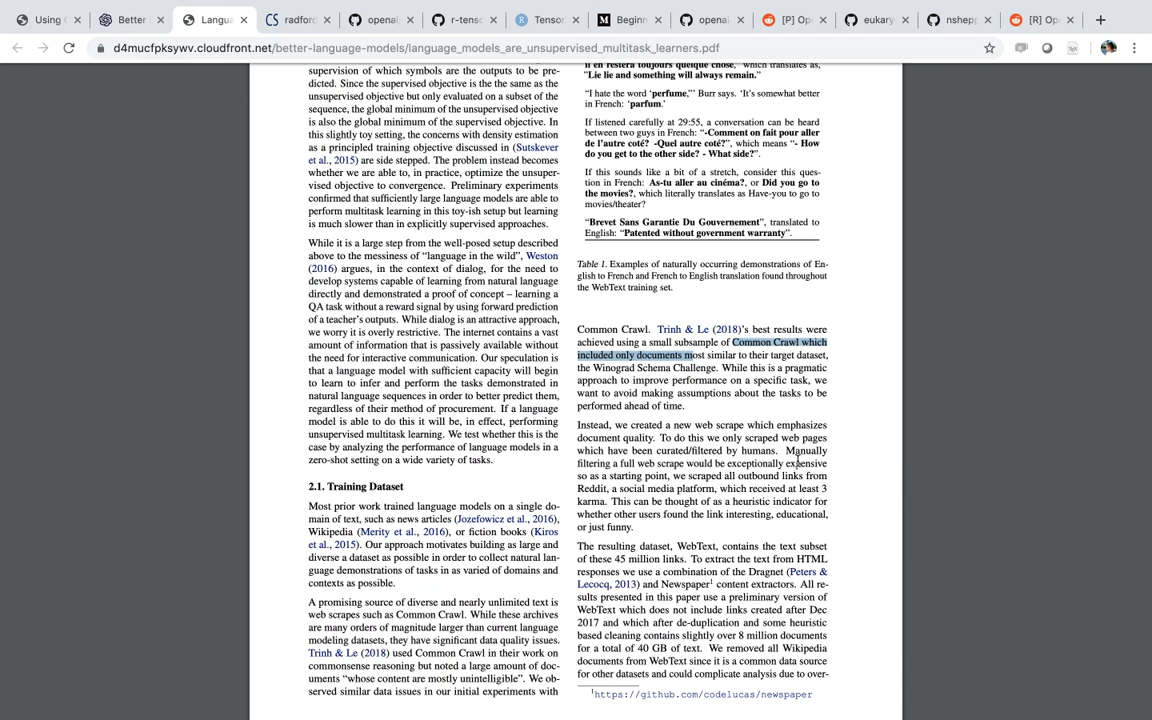 Using C
Better
Langua
radford
openai
r-tenso
Tensor
Beginn
openai
[P] Op
eukary
nshepp
[R] Op
d4mucfpksywv.cloudfront.net/better-language-models/language_models_are_unsupervised_multitask_learners.pdf
supervision of which symbols are the outputs to be pre-
dicted. Since the supervised objective is the the same as the
unsupervised objective but only evaluated on a subset of the
sequence, the global minimum of the unsupervised objective
is also the global minimum of the supervised objective. In
this slightly toy setting, the concerns with density estimation
as a principled training objective discussed in (Sutskever
et al., 2015) are side stepped. The problem instead becomes
whether we are able to, in practice, optimize the unsuper-
vised objective to convergence. Preliminary experiments
confirmed that sufficiently large language models are able to
perform multitask learning in this toy-ish setup but learning
is much slower than in explicitly supervised approaches.
While it is a large step from the well-posed setup described
above to the messiness of “language in the wild”, Weston
(2016) argues, in the context of dialog, for the need to
develop systems capable of learning from natural language
directly and demonstrated a proof of concept – learning a
QA task without a reward signal by using forward prediction
of a teacher’s outputs. While dialog is an attractive approach,
we worry it is overly restrictive. The internet contains a vast
amount of information that is passively available without
the need for interactive communication. Our speculation is
that a language model with sufficient capacity will begin
to learn to infer and perform the tasks demonstrated in
natural language sequences in order to better predict them,
regardless of their method of procurement. If a language
model is able to do this it will be, in effect, performing
unsupervised multitask learning. We test whether this is the
case by analyzing the performance of language models in a
zero-shot setting on a wide variety of tasks.
2.1. Training Dataset
Most prior work trained language models on a single do-
main of text, such as news articles (Jozefowicz et al., 2016),
Wikipedia (Merity et al., 2016), or fiction books (Kiros
et al., 2015). Our approach motivates building as large and
diverse a dataset as possible in order to collect natural lan-
guage demonstrations of tasks in as varied of domains and
contexts as possible.
A promising source of diverse and nearly unlimited text is
web scrapes such as Common Crawl. While these archives
are many orders of magnitude larger than current language
modeling datasets, they have significant data quality issues.
Trinh & Le (2018) used Common Crawl in their work on
commonsense reasoning but noted a large amount of doc-
uments “whose content are mostly unintelligible”. We ob-
served similar data issues in our initial experiments with
il en restera toujours quelque chose,” which translates as,
“Lie lie and something will always remain.”
“I hate the word ‘perfume,’” Burr says. ‘It’s somewhat better
in French: ‘parfum.’
If listened carefully at 29:55, a conversation can be heard
between two guys in French: “-Comment on fait pour aller
de l’autre coté? -Quel autre coté?”, which means “- How
do you get to the other side? - What side?”.
If this sounds like a bit of a stretch, consider this ques-
tion in French: As-tu aller au cinéma?, or Did you go to
the movies?, which literally translates as Have-you to go to
movies/theater?
“Brevet Sans Garantie Du Gouvernement”, translated to
English: “Patented without government warranty”.
Table 1. Examples of naturally occurring demonstrations of En-
glish to French and French to English translation found throughout
the WebText training set.
Common Crawl. Trinh & Le (2018)’s best results were
achieved using a small subsample of Common Crawl which
included only documents most similar to their target dataset,
the Winograd Schema Challenge. While this is a pragmatic
approach to improve performance on a specific task, we
want to avoid making assumptions about the tasks to be
performed ahead of time.
Instead, we created a new web scrape which emphasizes
document quality. To do this we only scraped web pages
which have been curated/filtered by humans. Manually
filtering a full web scrape would be exceptionally expensive
so as a starting point, we scraped all outbound links from
Reddit, a social media platform, which received at least 3
karma. This can be thought of as a heuristic indicator for
whether other users found the link interesting, educational,
or just funny.
The resulting dataset, WebText, contains the text subset
of these 45 million links. To extract the text from HTML
responses we use a combination of the Dragnet (Peters &
Lecocq, 2013) and Newspaper1 content extractors. All re-
sults presented in this paper use a preliminary version of
WebText which does not include links created after Dec
2017 and which after de-duplication and some heuristic
based cleaning contains slightly over 8 million documents
for a total of 40 GB of text. We removed all Wikipedia
documents from WebText since it is a common data source
for other datasets and could complicate analysis due to over-
1https://github.com/codelucas/newspaper